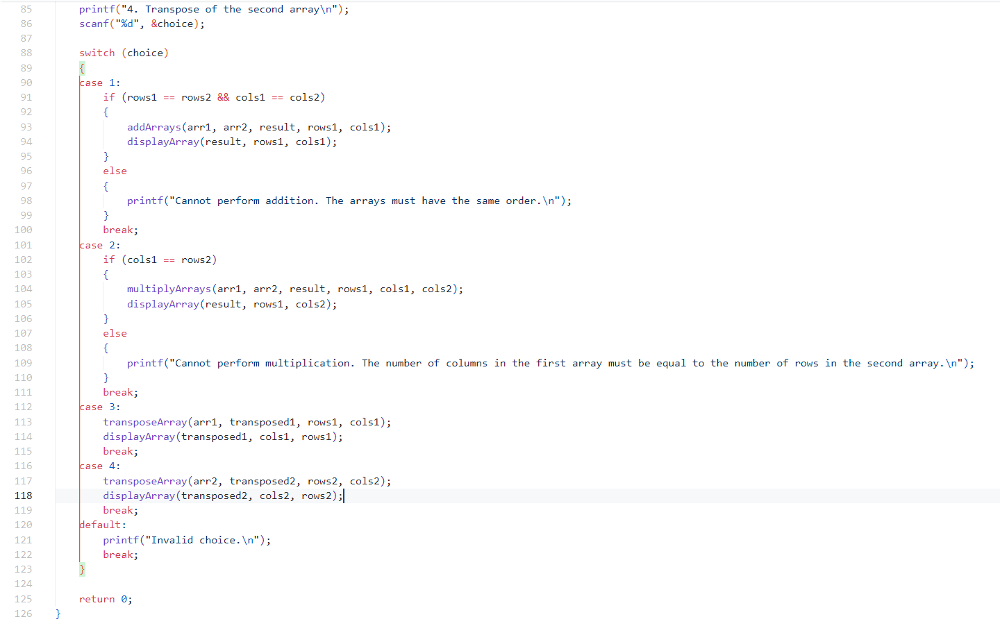 85 printf("4. Transpose of the second array\n");
86 scanf("%d", &choice);
87
88 switch (choice)
89 {
90 case 1:
91 if (rows1 == rows2 && cols1 == cols2)
92 {
93 addArrays(arr1, arr2, result, rows1, cols1);
94 displayArray(result, rows1, cols1);
95 }
96 else
97 {
98 printf("Cannot perform addition. The arrays must have the same order.\n");
99 }
100 break;
101 case 2:
102 if (cols1 == rows2)
103 {
104 multiplyArrays(arr1, arr2, result, rows1, cols1, cols2);
105 displayArray(result, rows1, cols2);
106 }
107 else
108 {
109 printf("Cannot perform multiplication. The number of columns in the first array must be equal to the number of rows in the second array.\n");
110 }
111 break;
112 case 3:
113 transposeArray(arr1, transposed1, rows1, cols1);
114 displayArray(transposed1, cols1, rows1);
115 break;
116 case 4:
117 transposeArray(arr2, transposed2, rows2, cols2);
118 displayArray(transposed2, cols2, rows2);
119 break;
120 default:
121 printf("Invalid choice.\n");
122 break;
123 }
124
125 return 0;
126 }